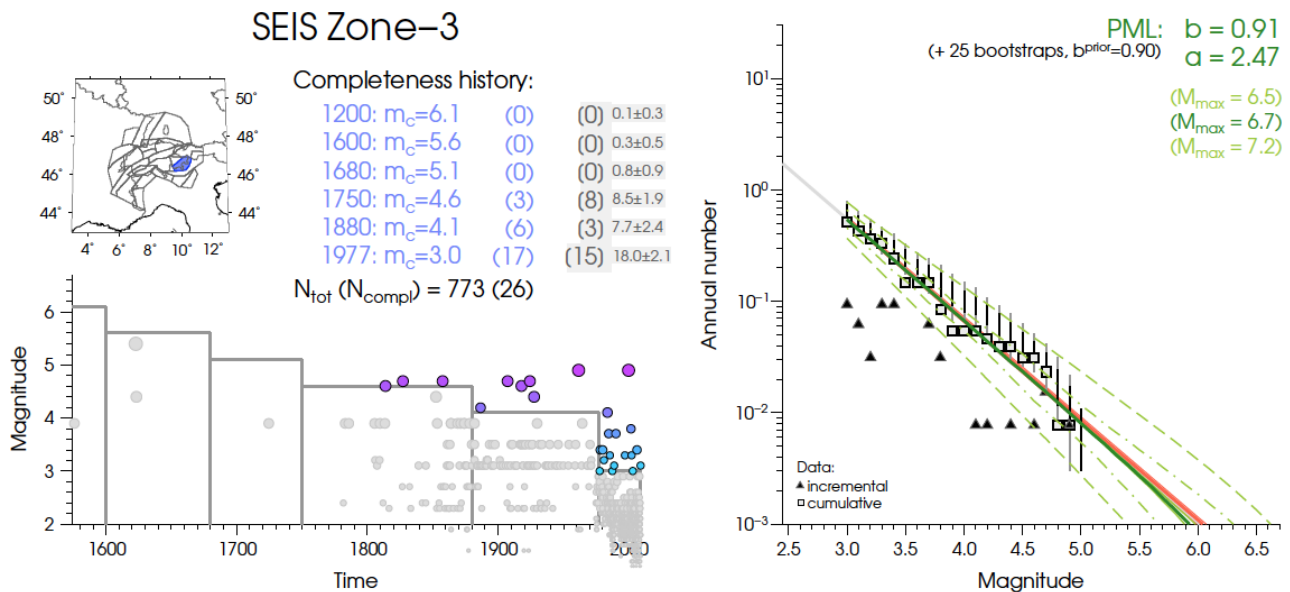 SEIS Zone–3
Completeness history:
1200: mc=6.1 (0) (0) 0.1±0.3
1600: mc=5.6 (0) (0) 0.3±0.5
1680: mc=5.1 (0) (0) 0.8±0.9
1750: mc=4.6 (3) (8) 8.5±1.9
1880: mc=4.1 (6) (3) 7.7±2.4
1977: mc=3.0 (17) (15) 18.0±2.1
Ntot (Ncompl) = 773 (26)
50° 50°
48° 48°
46° 46°
44° 44°
4° 6° 8° 10° 12°
Magnitude
6
5
4
3
2
1600 1700 1800 1900 2000
Time
PML: b = 0.91
(+ 25 bootstraps, bprior=0.90)
a = 2.47
(Mmax = 6.5)
(Mmax = 6.7)
(Mmax = 7.2)
Annual number
101
100
10−1
10−2
10−3
Data:
incremental
cumulative
2.5 3.0 3.5 4.0 4.5 5.0 5.5 6.0 6.5
Magnitude